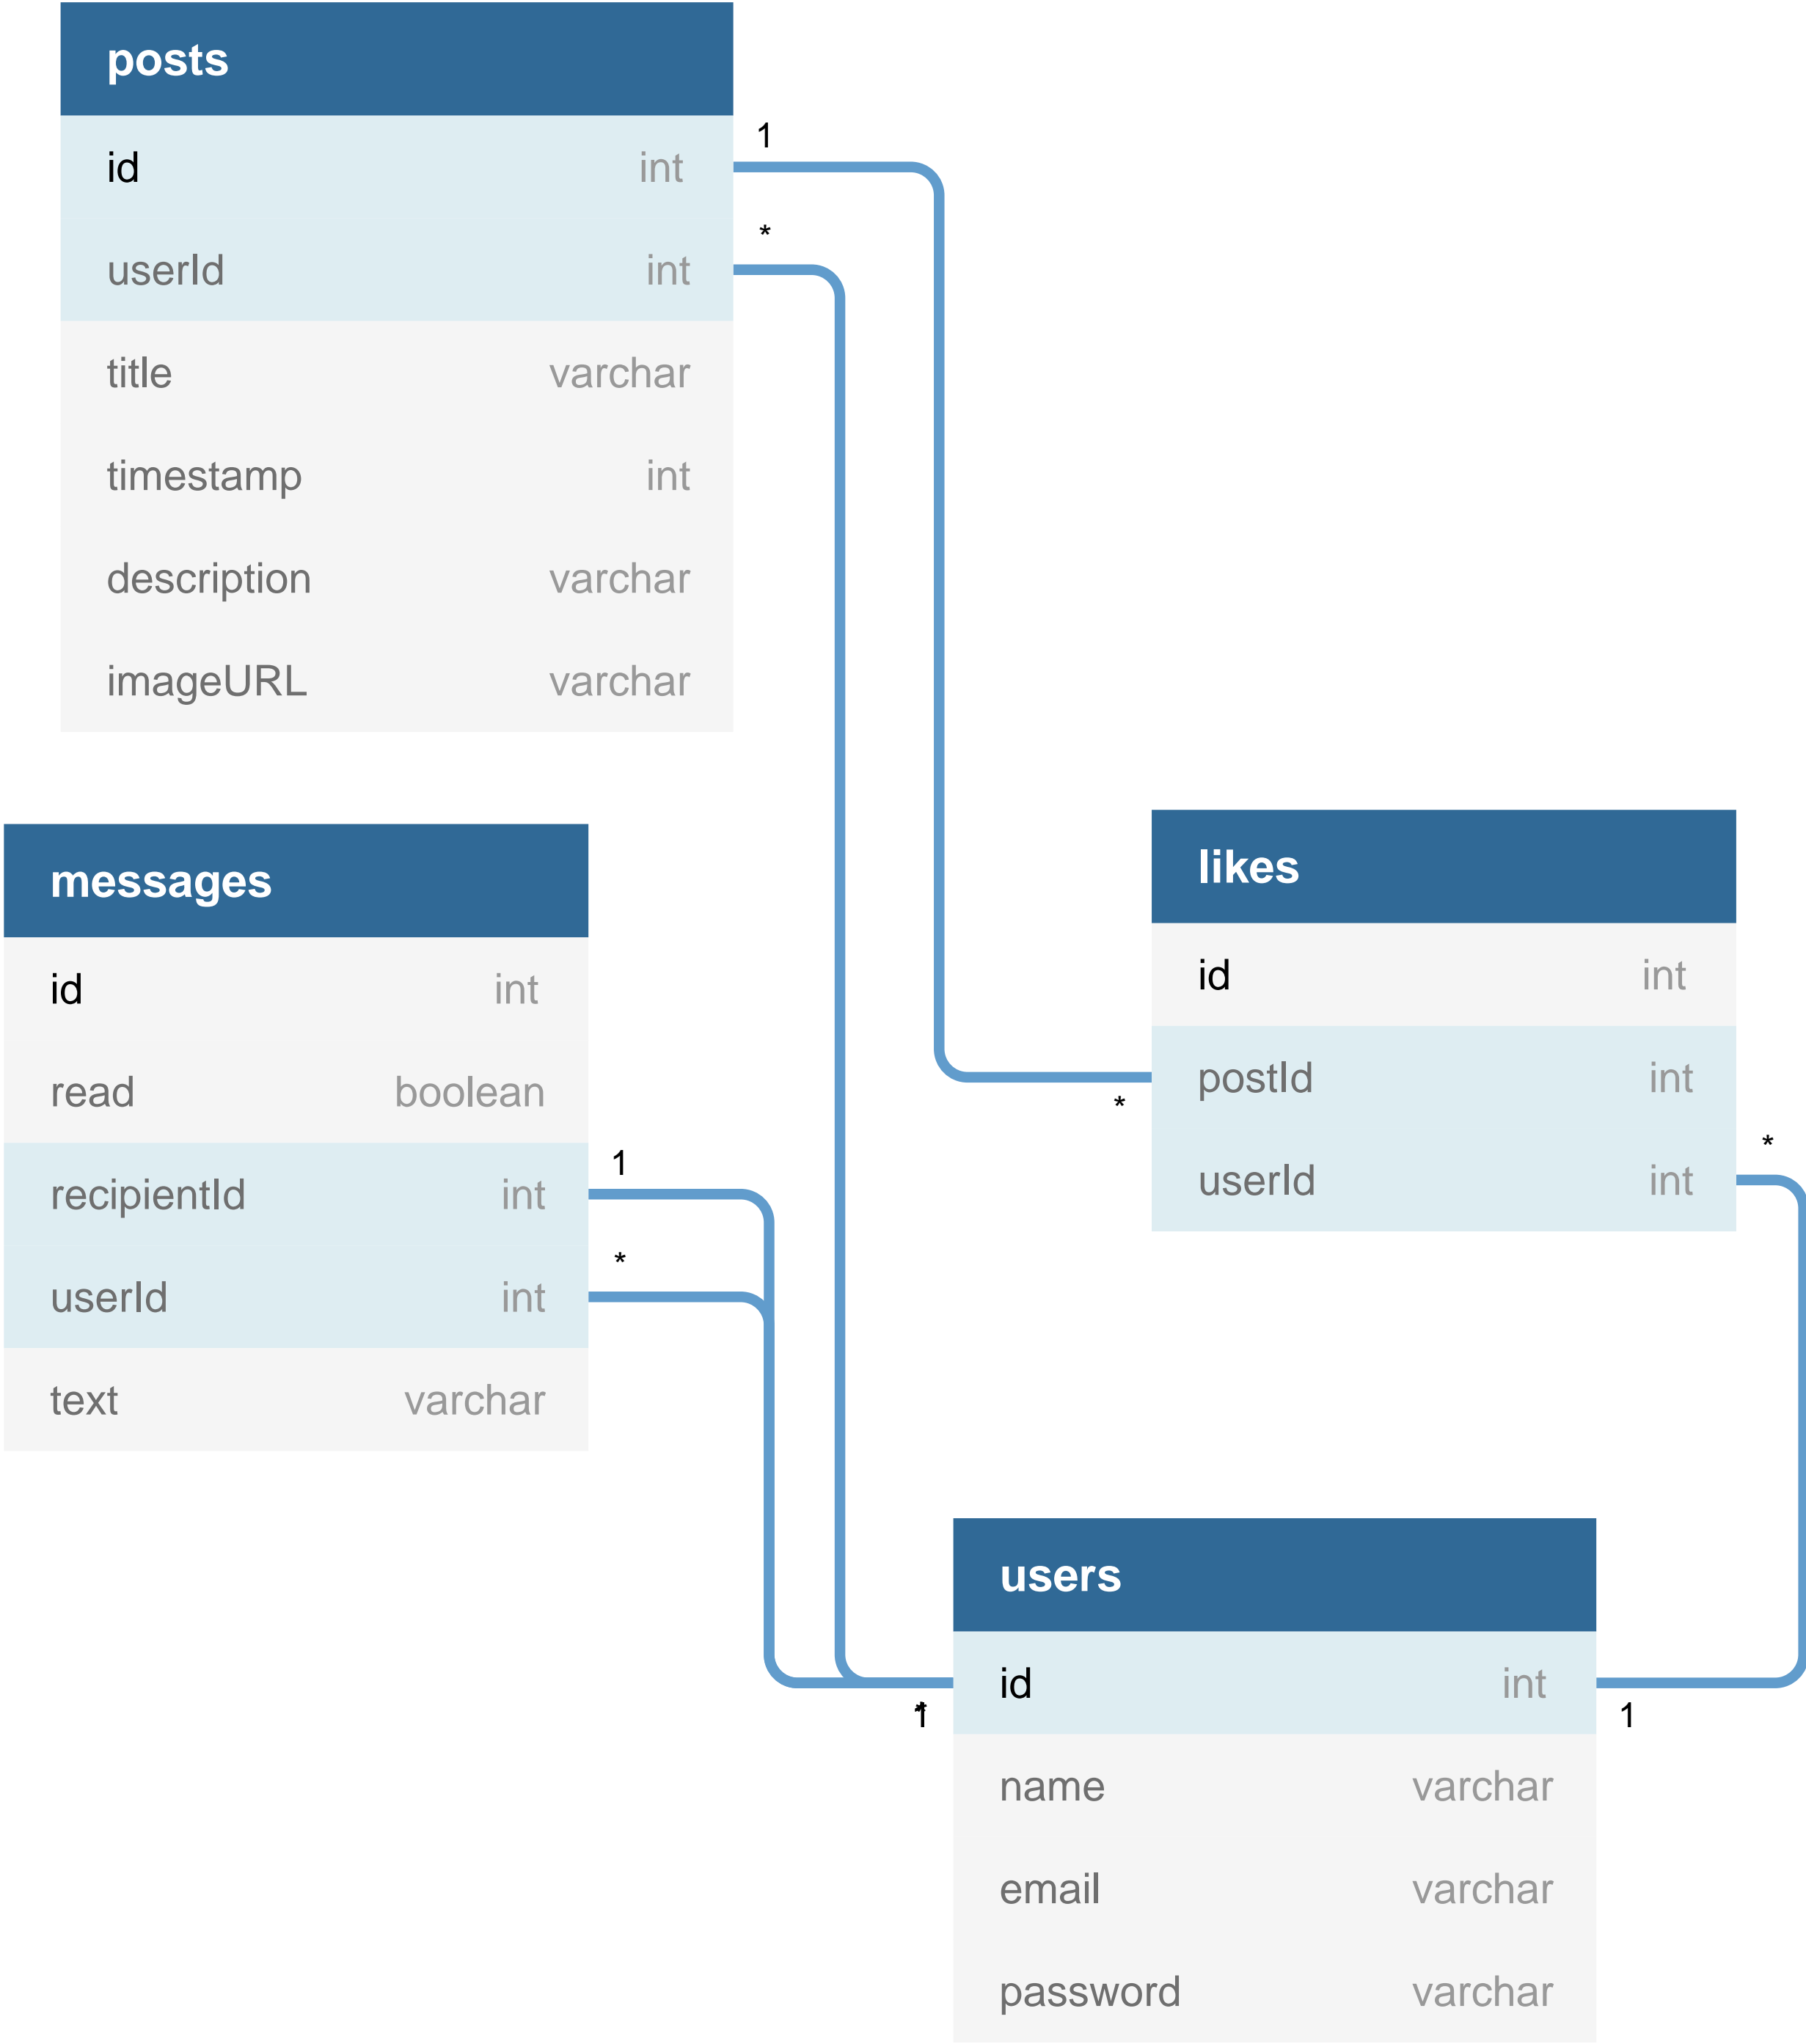 posts
1
id int
*
userId int
title varchar
timestamp int
description varchar
imageURL varchar
messages
id int
read boolean
1
recipientId int
*
userId int
text varchar
likes
id int
postId int
*
*
userId int
users
id int
* 1
1
name varchar
email varchar
password varchar